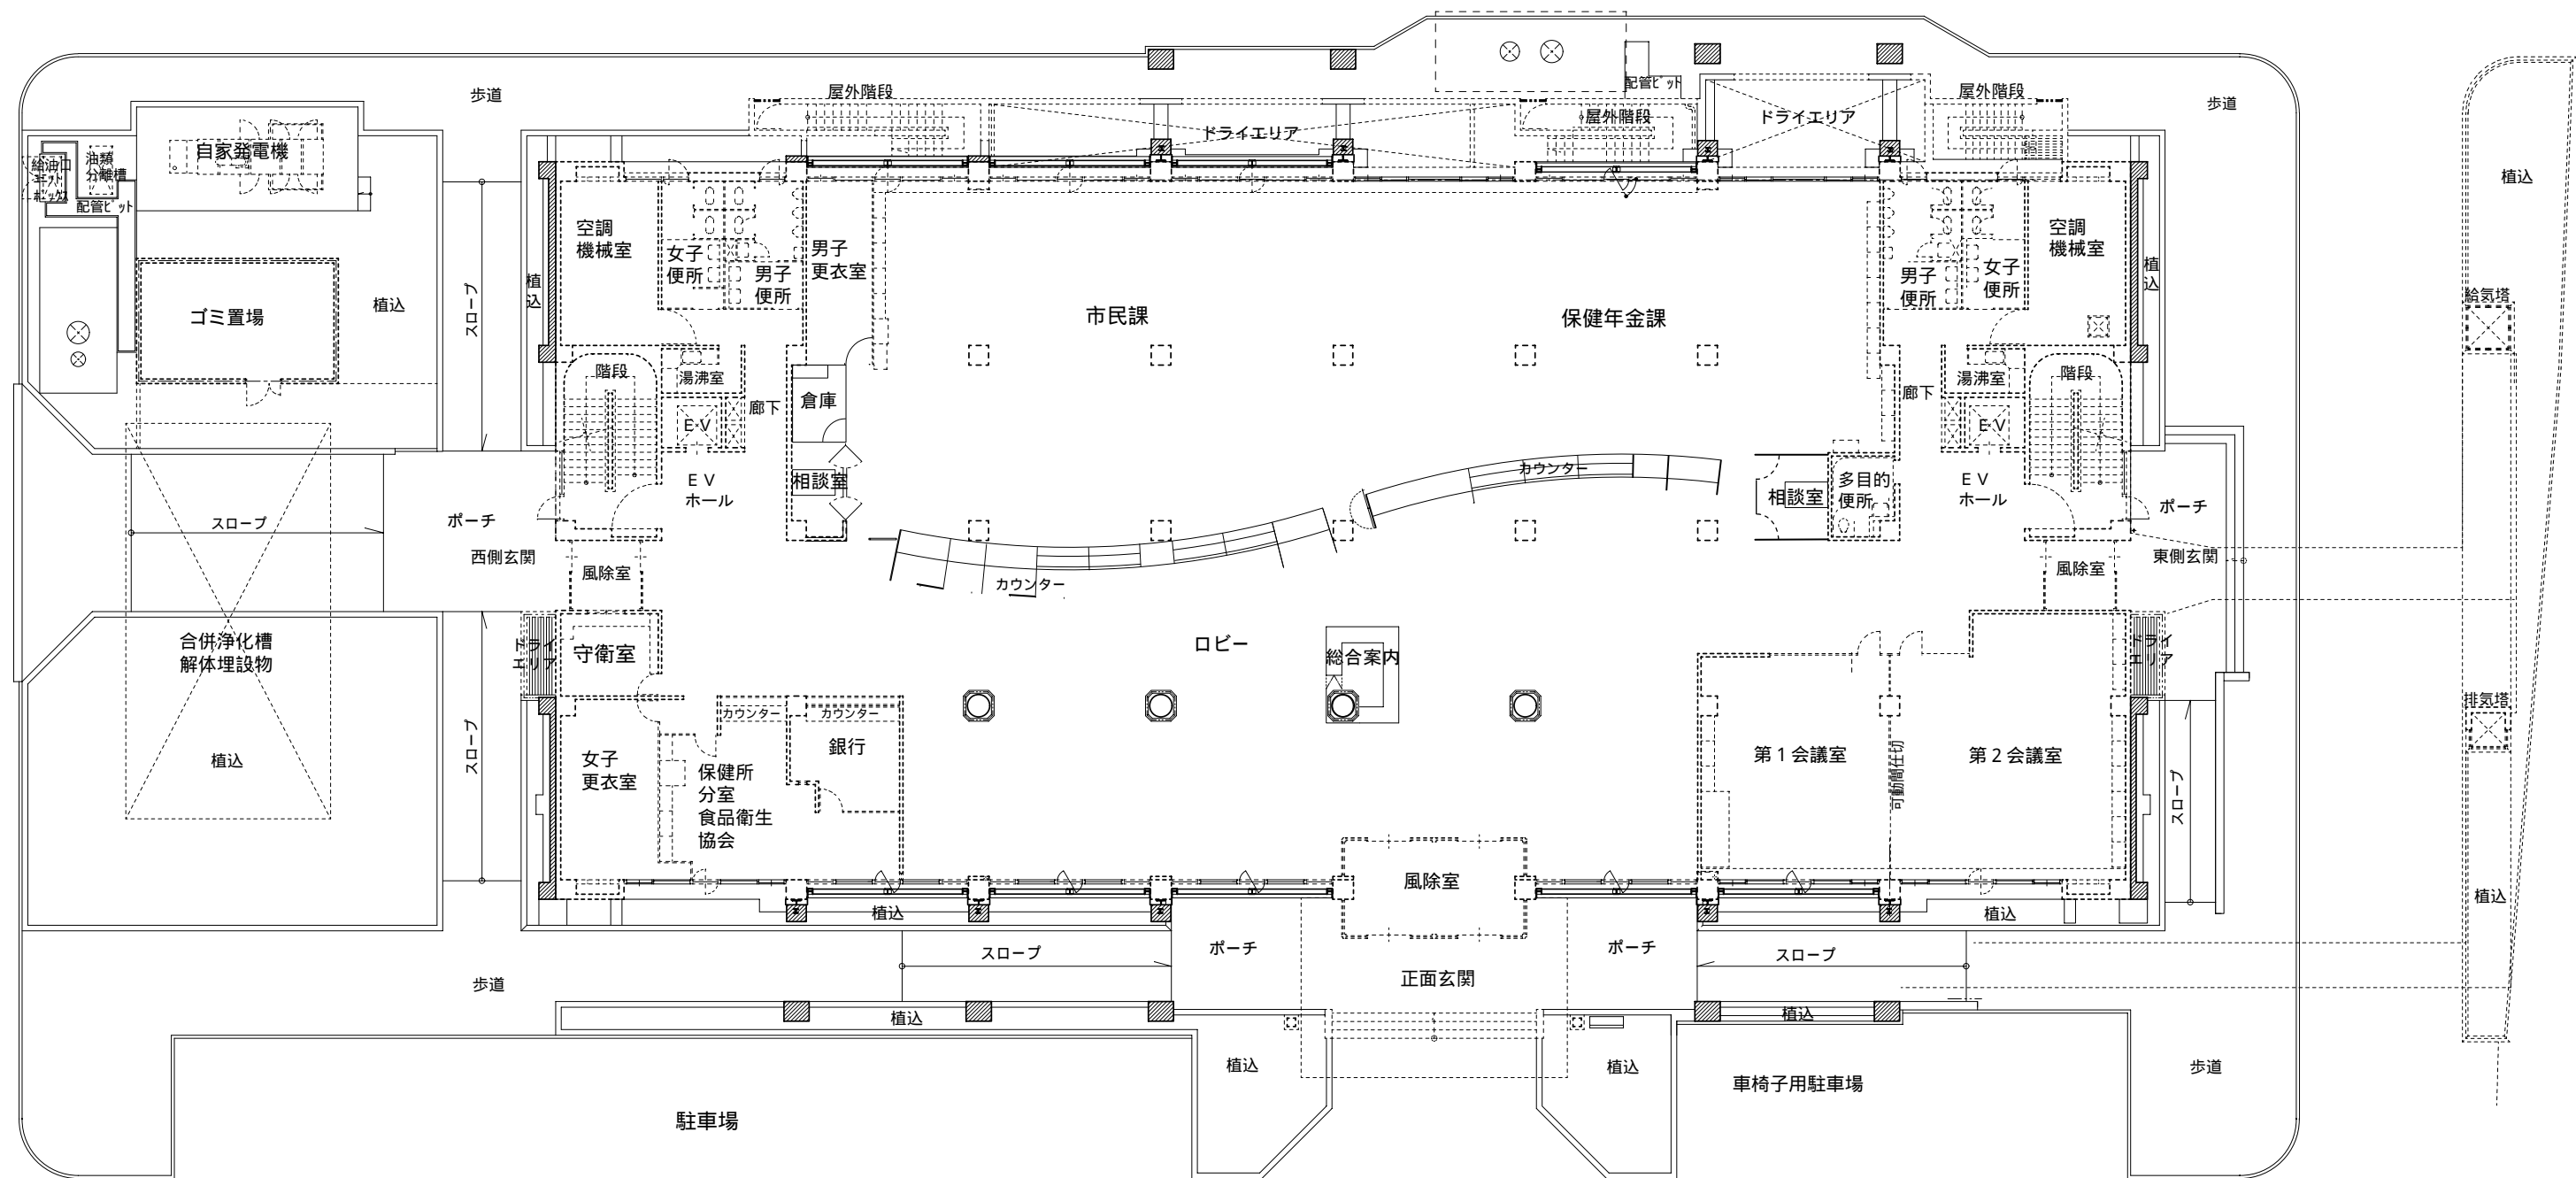 歩道
屋外階段
配管ピット
屋外階段
歩道
屋外階段
ドライエリア
ドライエリア
自家発電機
給油口
ユニット
ボックス
油類
分離槽
配管ピット
植込
空調
機械室
女子
便所
男子
便所
男子
更衣室
男子
便所
女子
便所
空調
機械室
植込
植込
スロープ
植込
ゴミ置場
市民課
保健年金課
給気塔
階段
湯沸室
廊下
倉庫
EV
廊下
湯沸室
階段
EV
EV
ホール
相談室
カウンター
相談室
多目的
便所
EV
ホール
ポーチ
スロープ
ポーチ
西側玄関
風除室
カウンター
風除室
東側玄関
合併浄化槽
解体埋設物
ドライ
エリア
守衛室
ロビー
総合案内
ドライ
エリア
排気塔
カウンター
カウンター
植込
スロープ
女子
更衣室
保健所
分室
食品衛生
協会
銀行
第1会議室
可動間仕切
第2会議室
スロープ
風除室
植込
植込
植込
スロープ
ポーチ
正面玄関
ポーチ
スロープ
歩道
植込
植込
植込
植込
車椅子用駐車場
歩道
駐車場